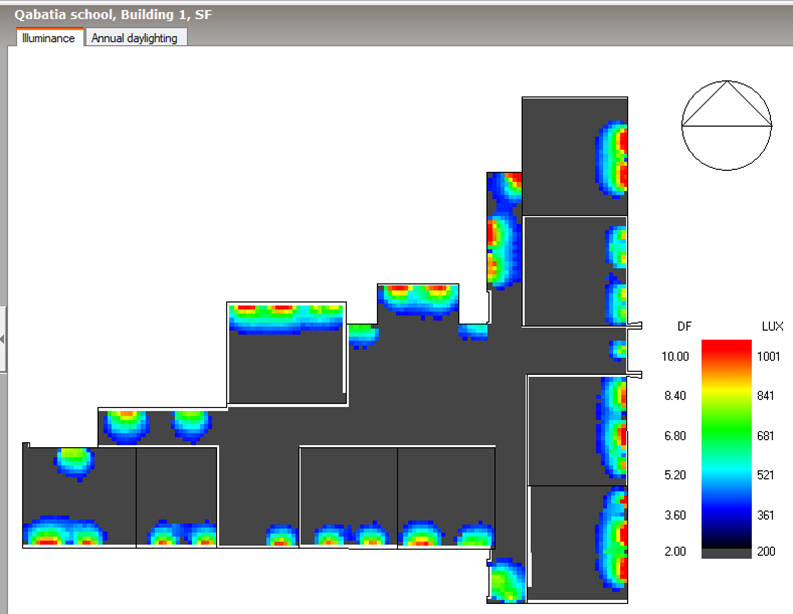 Qabatia school, Building 1, SF
Illuminance
Annual daylighting
DF LUX
10.00 1001
8.40 841
6.80 681
5.20 521
3.60 361
2.00 200